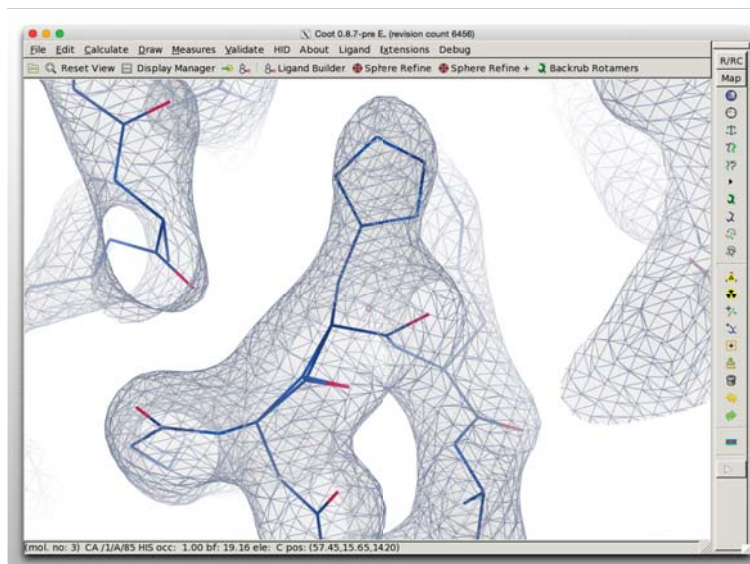 Coot 0.8.7-pre E. (revision count 6456)
File Edit Calculate Draw Measures Validate HID About Ligand Extensions Debug
Reset View Display Manager Ligand Builder Sphere Refine Sphere Refine + Backrub Rotamers
R/RC
Map
(mol. no: 3) CA /1/A/85 HIS occ: 1.00 bf: 19.16 ele: C pos: (57.45,15.65,1420)